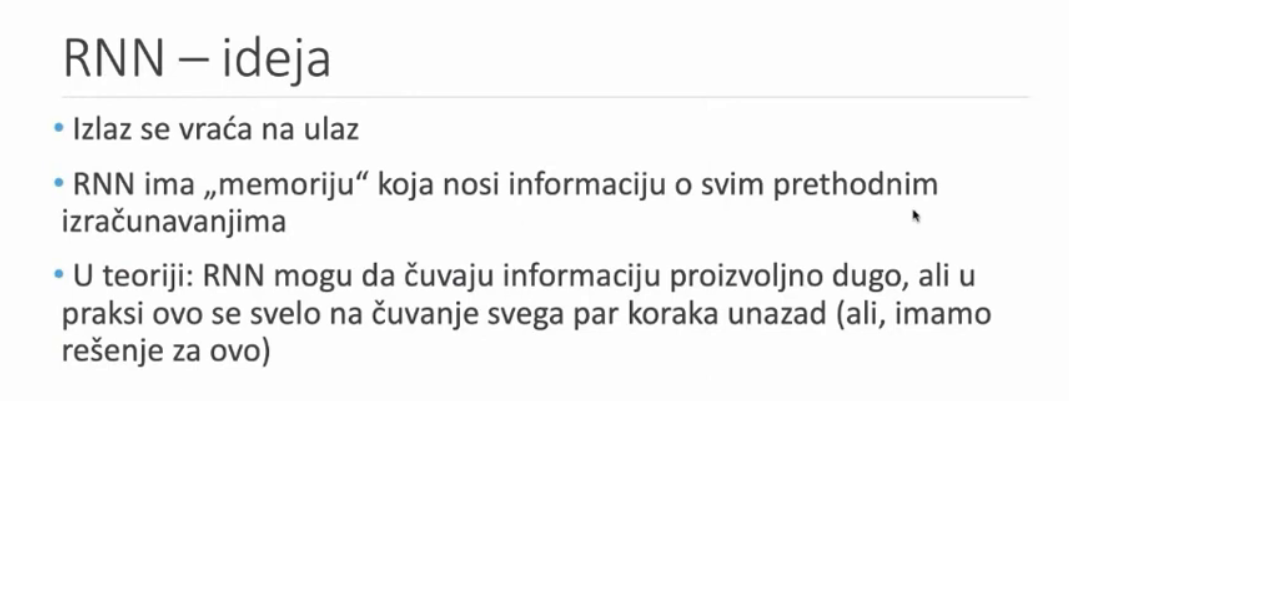 RNN – ideja
• Izlaz se vraća na ulaz
• RNN ima „memoriju“ koja nosi informaciju o svim prethodnim
izračunavanjima
• U teoriji: RNN mogu da čuvaju informaciju proizvoljno dugo, ali u
praksi ovo se svelo na čuvanje svega par koraka unazad (ali, imamo
rešenje za ovo)